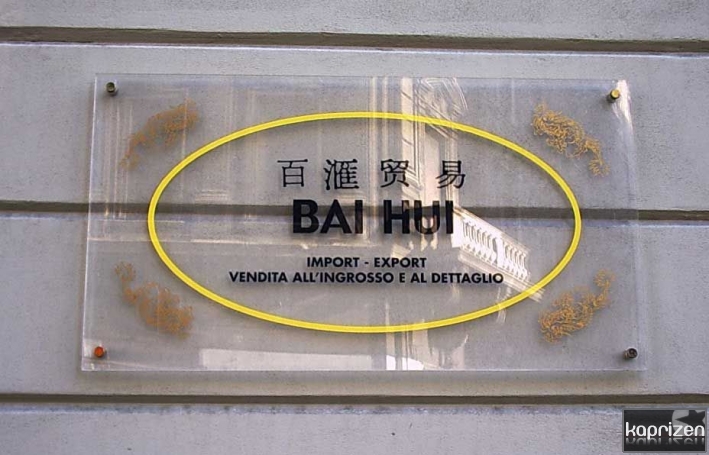 百滙贸易
BAI HUI
IMPORT - EXPORT
VENDITA ALL'INGROSSO E AL DETTAGLIO
kaprizen